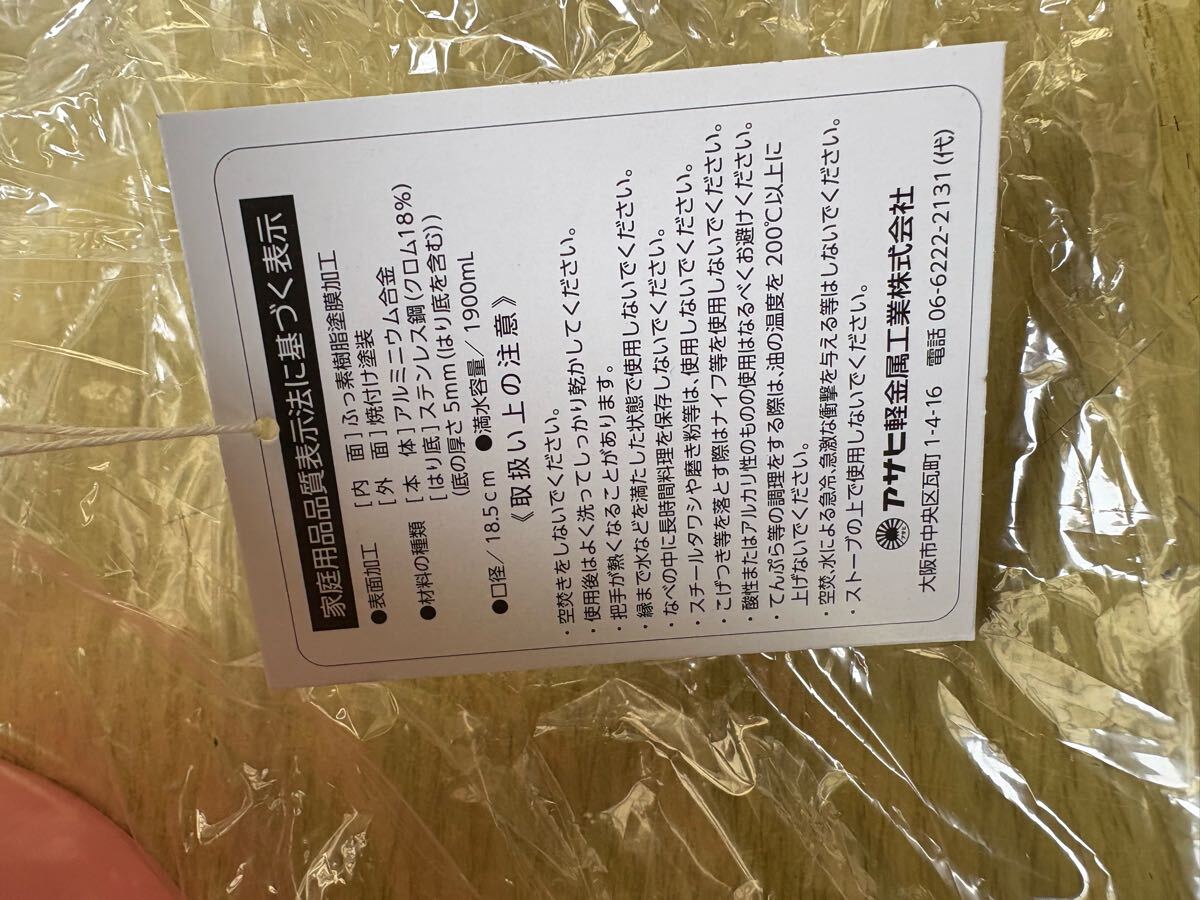 家庭用品品質表示法に基づく表示
●表面加工 [内 面]ふっ素樹脂塗膜加工
[外 面]焼付け塗装
●材料の種類 [本 体]アルミニウム合金
[はり底]ステンレス鋼(クロム18%)
(底の厚さ5mm(はり底を含む))
●口径/18.5cm ●満水容量/1900mL
《取扱い上の注意》
・空焚きをしないでください。
・使用後はよく洗ってしっかり乾かしてください。
・把手が熱くなることがあります。
・縁まで水などを満たした状態で使用しないでください。
・なべの中に長時間料理を保存しないでください。
・スチールタワシや磨き粉等は、使用しないでください。
・こげつき等を落とす際はナイフ等を使用しないでください。
・酸性またはアルカリ性のものの使用はなるべくお避けください。
・てんぷら等の調理をする際は、油の温度を200℃以上に
上げないでください。
・空焚、水による急冷、急激な衝撃を与える等はしないでください。
・ストーブの上で使用しないでください。
アサヒ軽金属工業株式会社
大阪市中央区瓦町1-4-16 電話06-6222-2131(代)